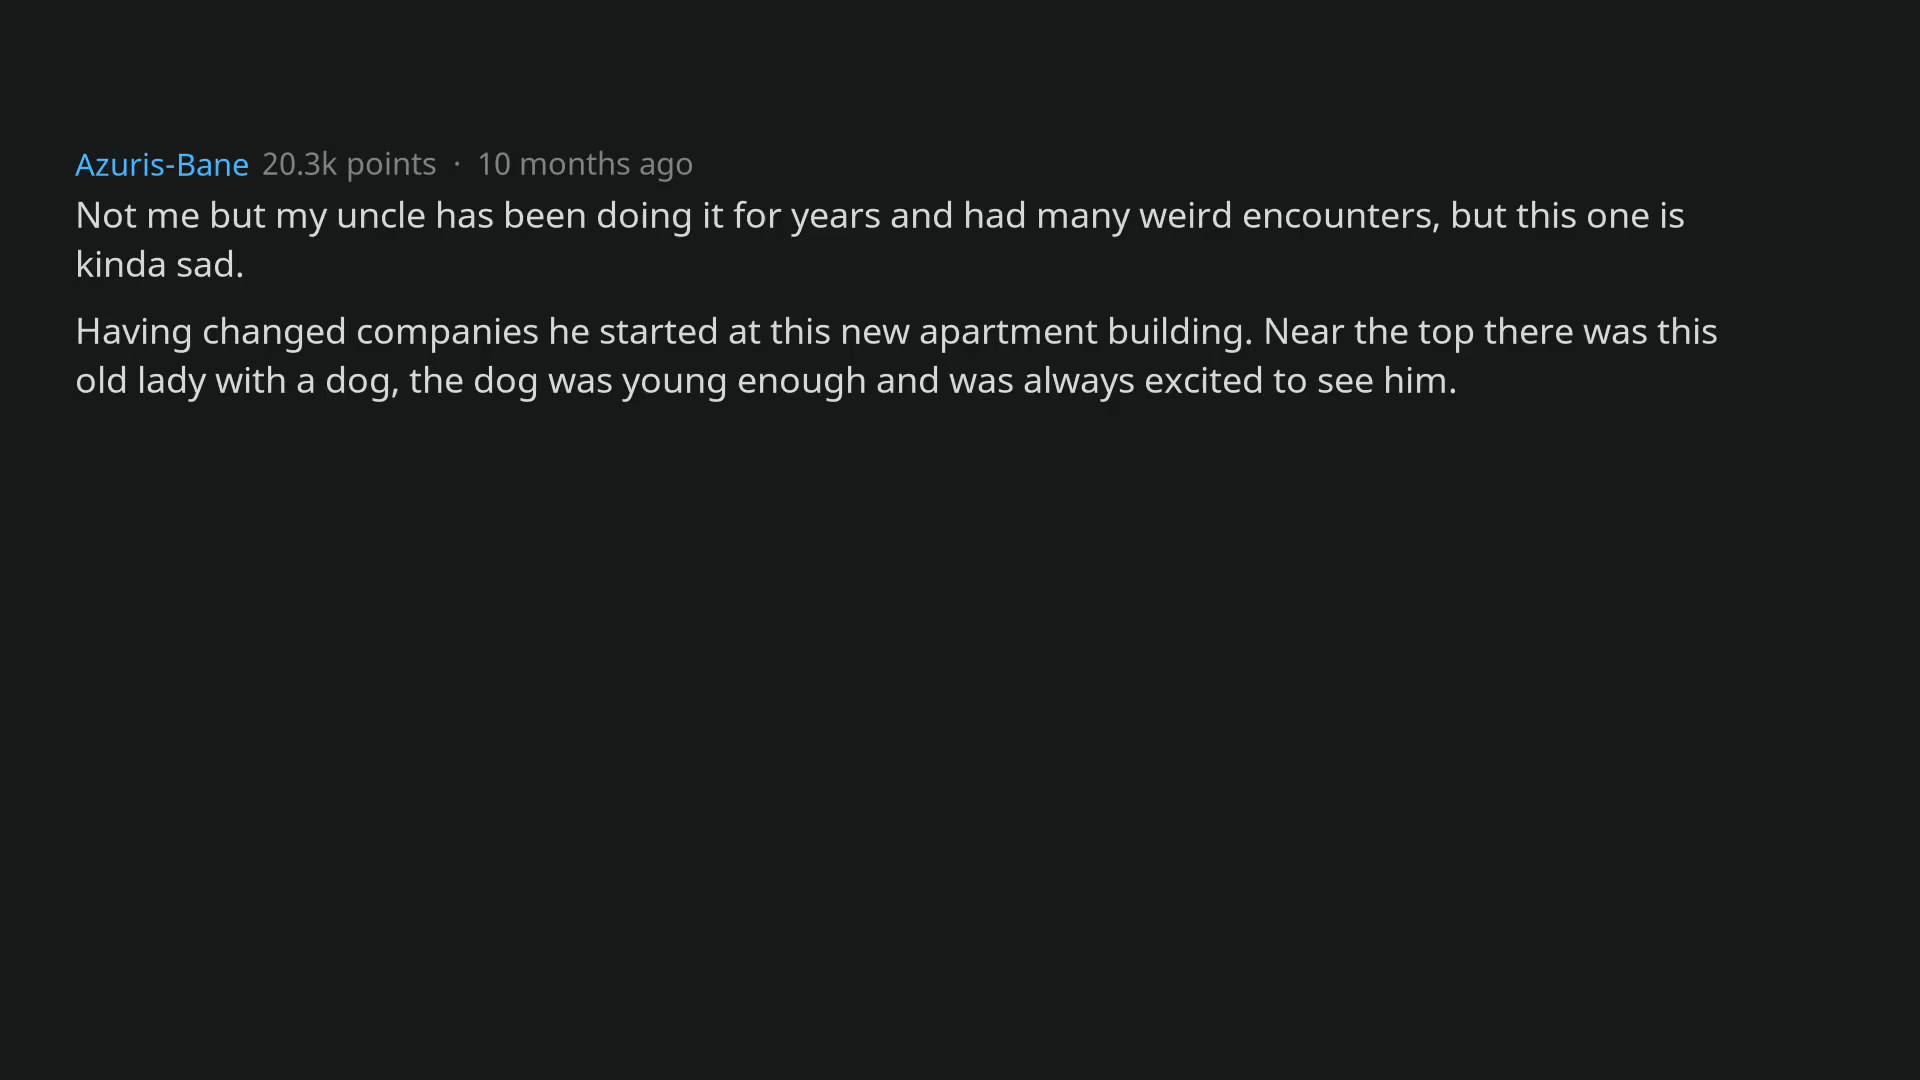 Azuris-Bane 20.3k points · 10 months ago
Not me but my uncle has been doing it for years and had many weird encounters, but this one is
kinda sad.
Having changed companies he started at this new apartment building. Near the top there was this
old lady with a dog, the dog was young enough and was always excited to see him.